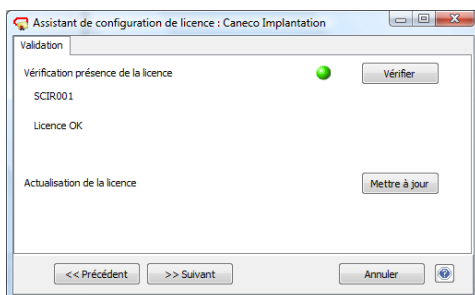 Assistant de configuration de licence : Caneco Implantation
Validation
Vérification présence de la licence
Vérifier
SCIR001
Licence OK
Actualisation de la licence
Mettre à jour
<< Précédent
>> Suivant
Annuler